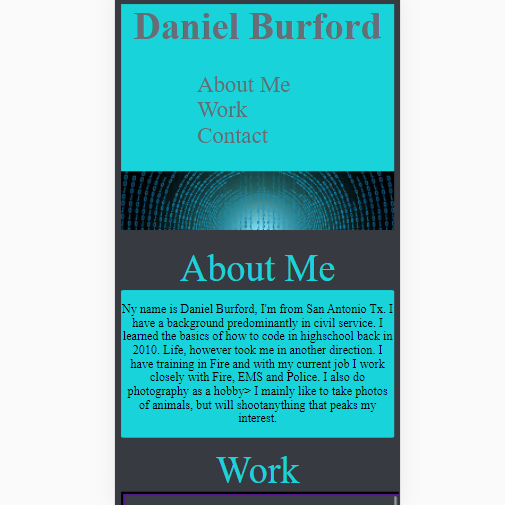 Daniel Burford
About Me
Work
Contact
About Me
Ny name is Daniel Burford, I'm from San Antonio Tx. I
have a background predominantly in civil service. I
learned the basics of how to code in highschool back in
2010. Life, however took me in another direction. I
have training in Fire and with my current job I work
closely with Fire, EMS and Police. I also do
photography as a hobby> I mainly like to take photos
of animals, but will shootanything that peaks my
interest.
Work